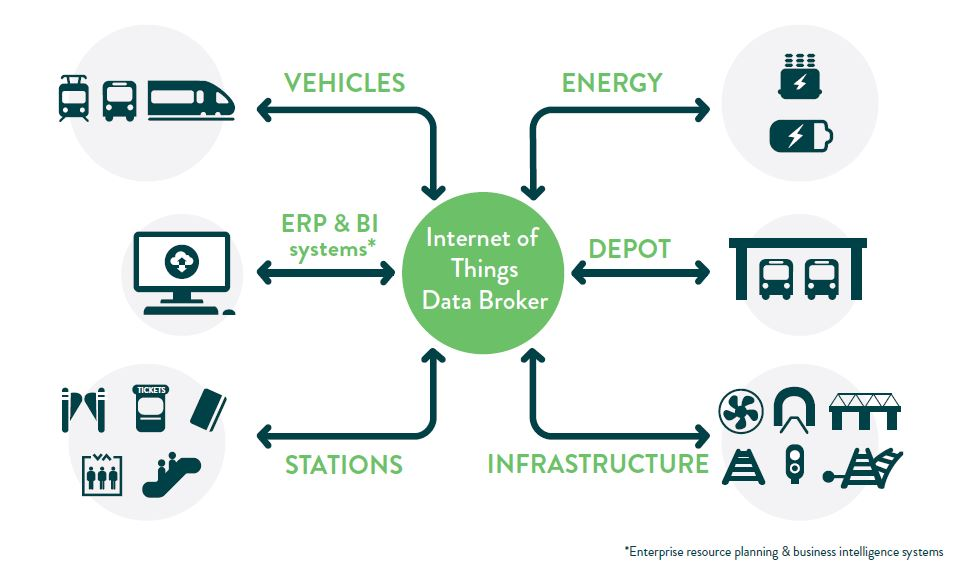 VEHICLES
ENERGY
ERP & BI
systems*
Internet of
Things
Data Broker
DEPOT
TICKETS
STATIONS
INFRASTRUCTURE
*Enterprise resource planning & business intelligence systems